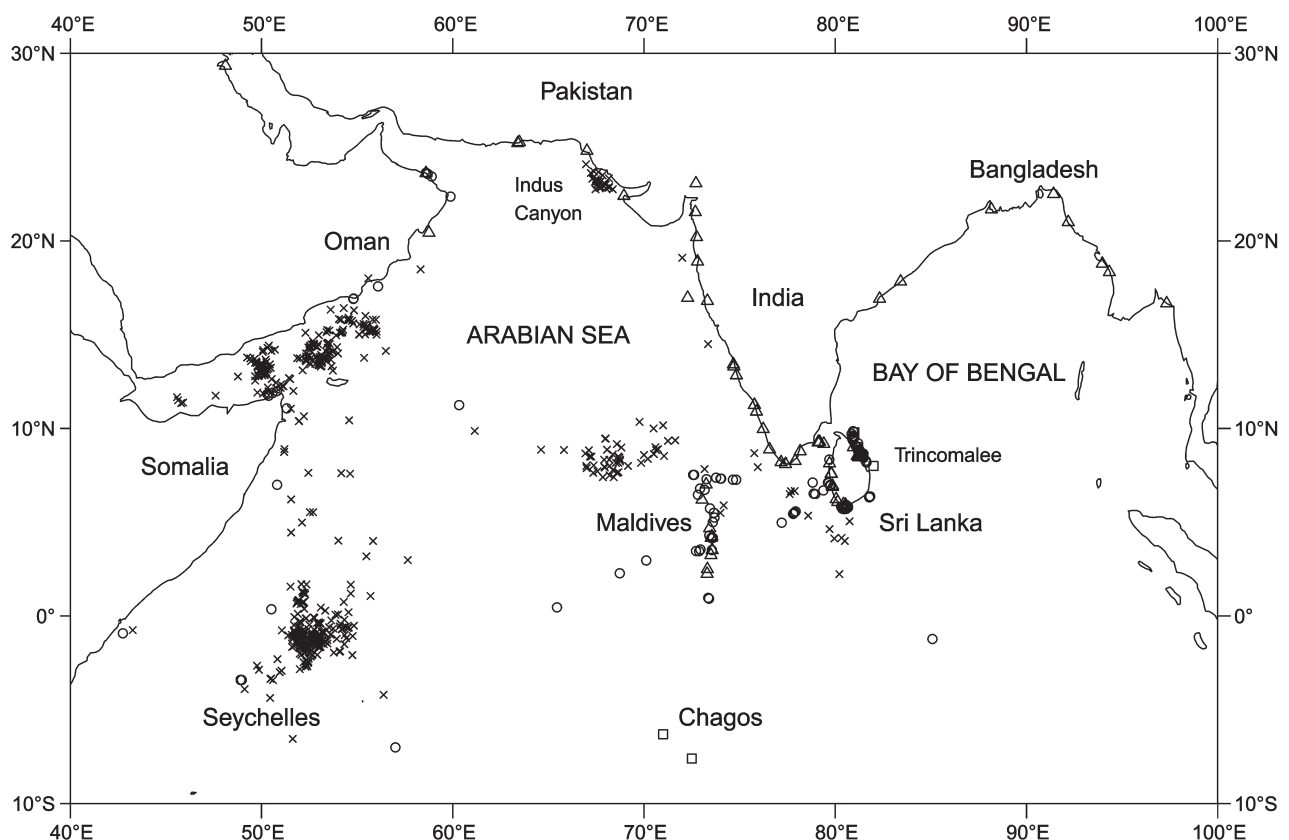 40°E 50°E 60°E 70°E 80°E 90°E 100°E
30°N 30°N
Pakistan
Bangladesh
Indus
Canyon
Oman
20°N 20°N
India
ARABIAN SEA
BAY OF BENGAL
10°N 10°N
Trincomalee
Somalia
Maldives
Sri Lanka
0° 0°
Seychelles
Chagos
10°S 10°S
40°E 50°E 60°E 70°E 80°E 90°E 100°E